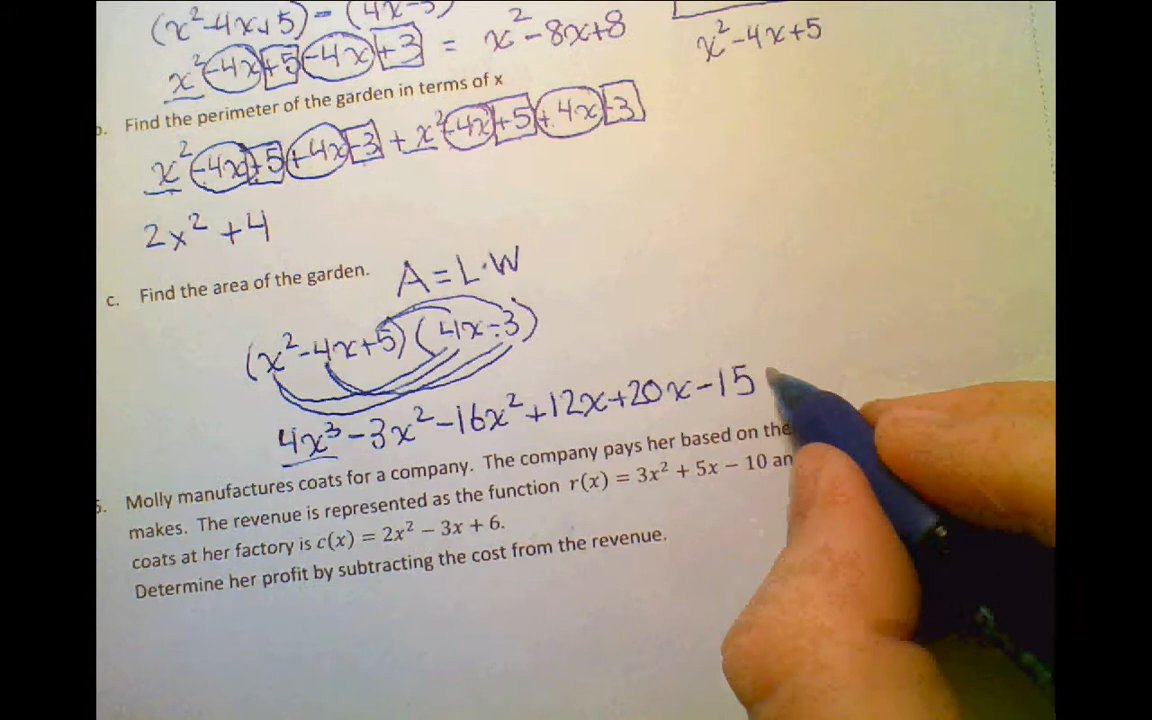 (x²-4x+5) - (4x-3)
x²-4x+5-4x+3 = x²-8x+8
x²-4x+5
Find the perimeter of the garden in terms of x
x²-4x+5+4x-3 + x²-4x+5+4x-3
2x²+4
c. Find the area of the garden. A=L·W
(x²-4x+5)(4x-3)
4x³-3x²-16x²+12x+20x-15
Molly manufactures coats for a company. The company pays her based on the
makes. The revenue is represented as the function r(x) = 3x² + 5x − 10 an
coats at her factory is c(x) = 2x² − 3x + 6.
Determine her profit by subtracting the cost from the revenue.